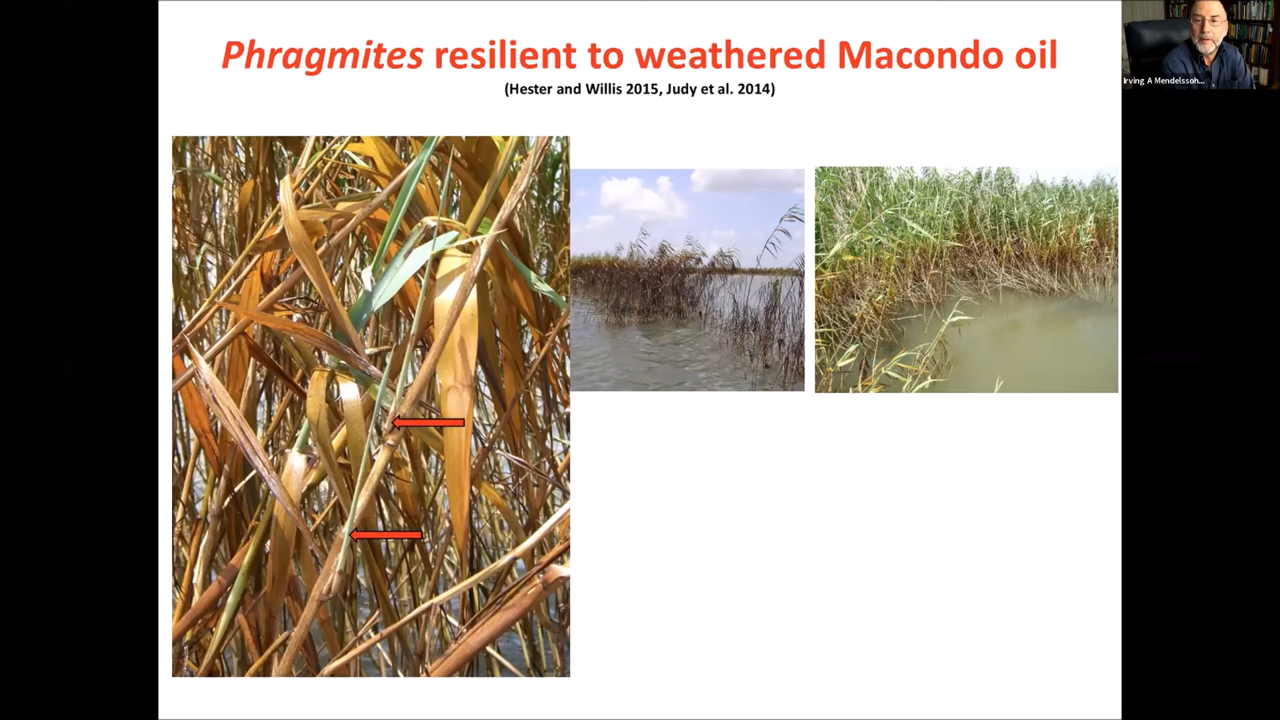 Phragmites resilient to weathered Macondo oil
(Hester and Willis 2015, Judy et al. 2014)
Irving A Mendelssoh...